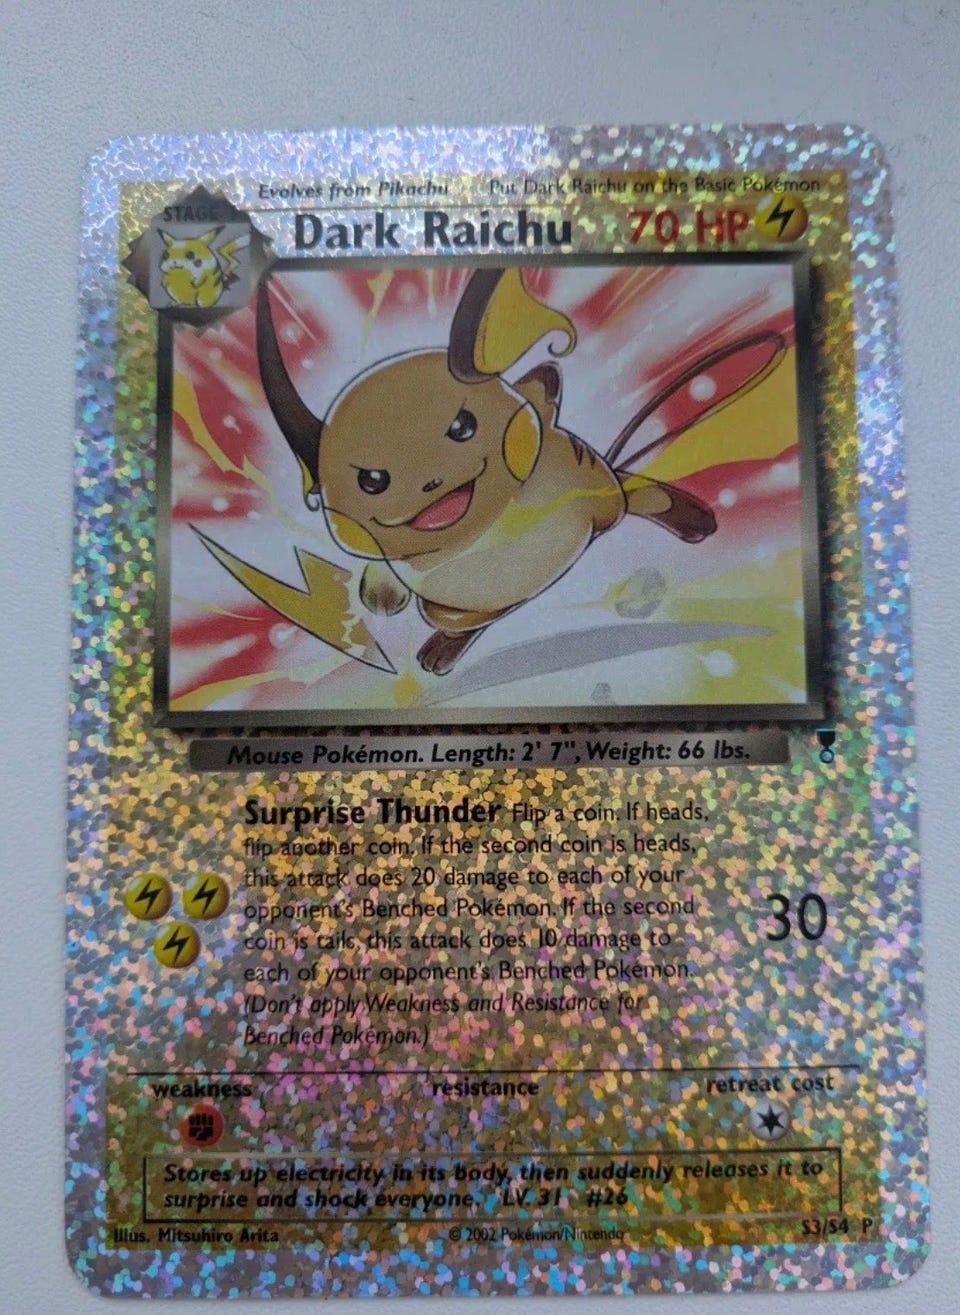 Evolves from Pikachu Put Dark Raichu on the Basic Pokémon
STAGE 1
Dark Raichu 70 HP
Mouse Pokémon. Length: 2' 7", Weight: 66 lbs.
Surprise Thunder Flip a coin. If heads,
flip another coin. If the second coin is heads,
this attack does 20 damage to each of your
opponent's Benched Pokémon. If the second
coin is tails, this attack does 10 damage to
each of your opponent's Benched Pokémon.
(Don't apply Weakness and Resistance for
Benched Pokémon.)
30
weakness resistance retreat cost
Stores up electricity in its body, then suddenly releases it to
surprise and shock everyone. LV. 31 #26
Illus. Mitsuhiro Arita © 2002 Pokémon/Nintendo S3/S4 P